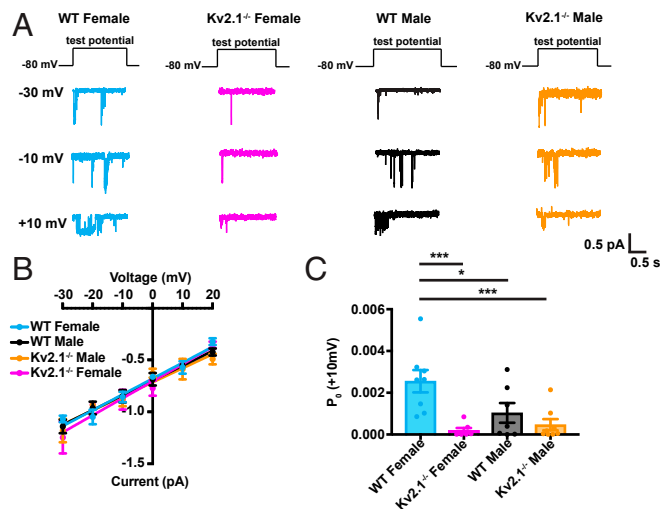 A
WT Female
Kv2.1-/- Female
WT Male
Kv2.1-/- Male
test potential
test potential
test potential
test potential
-80 mV
-80 mV
-80 mV
-80 mV
-30 mV
-10 mV
+10 mV
0.5 pA
0.5 s
B
Voltage (mV)
-30 -20 -10 0 10 20
WT Female
WT Male
Kv2.1-/- Male
Kv2.1-/- Female
-0.5
-1.0
-1.5
Current (pA)
C
***
*
***
0.006
0.004
0.002
0.000
P0 (+10mV)
WT Female
Kv2.1-/- Female
WT Male
Kv2.1-/- Male